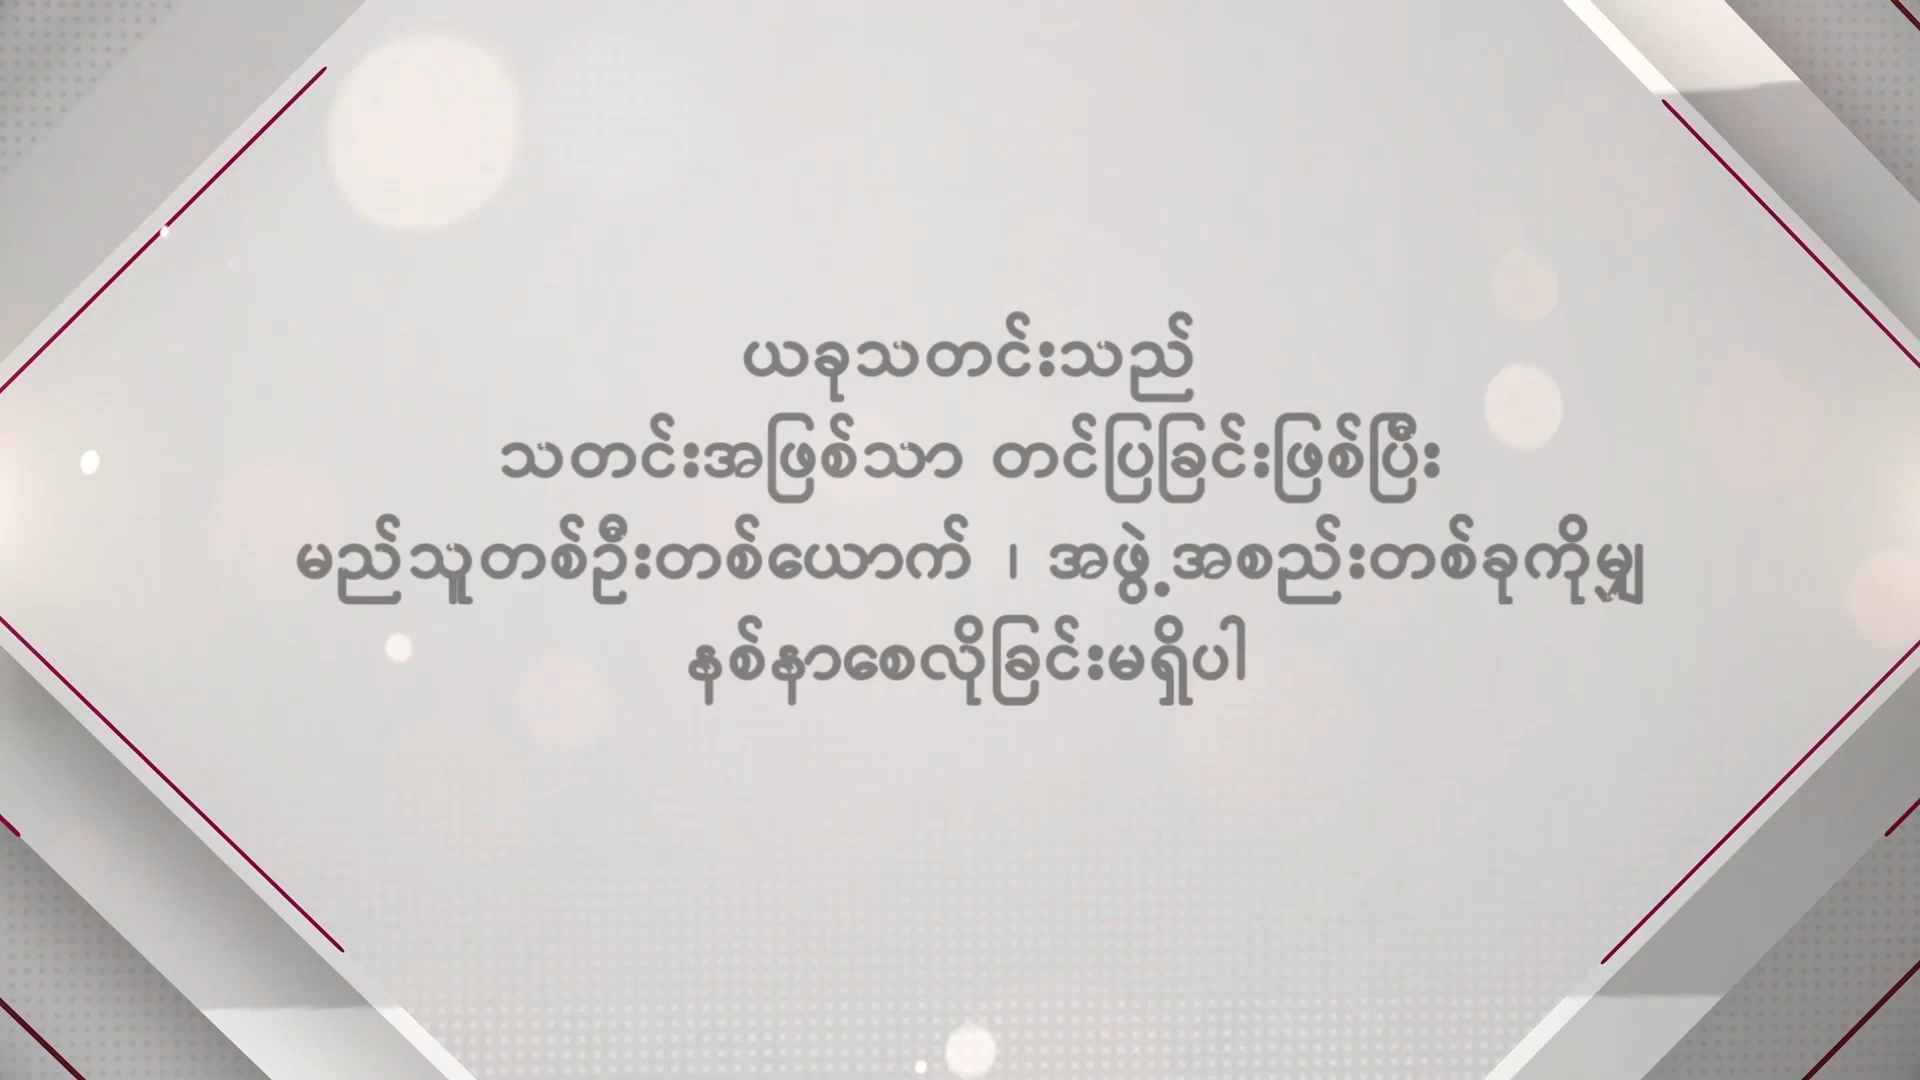 ယခုသတင်းသည်
သတင်းအဖြစ်သာ တင်ပြခြင်းဖြစ်ပြီး
မည်သူတစ်ဦးတစ်ယောက် ၊ အဖွဲ့အစည်းတစ်ခုကိုမျှ
နစ်နာစေလိုခြင်းမရှိပါ